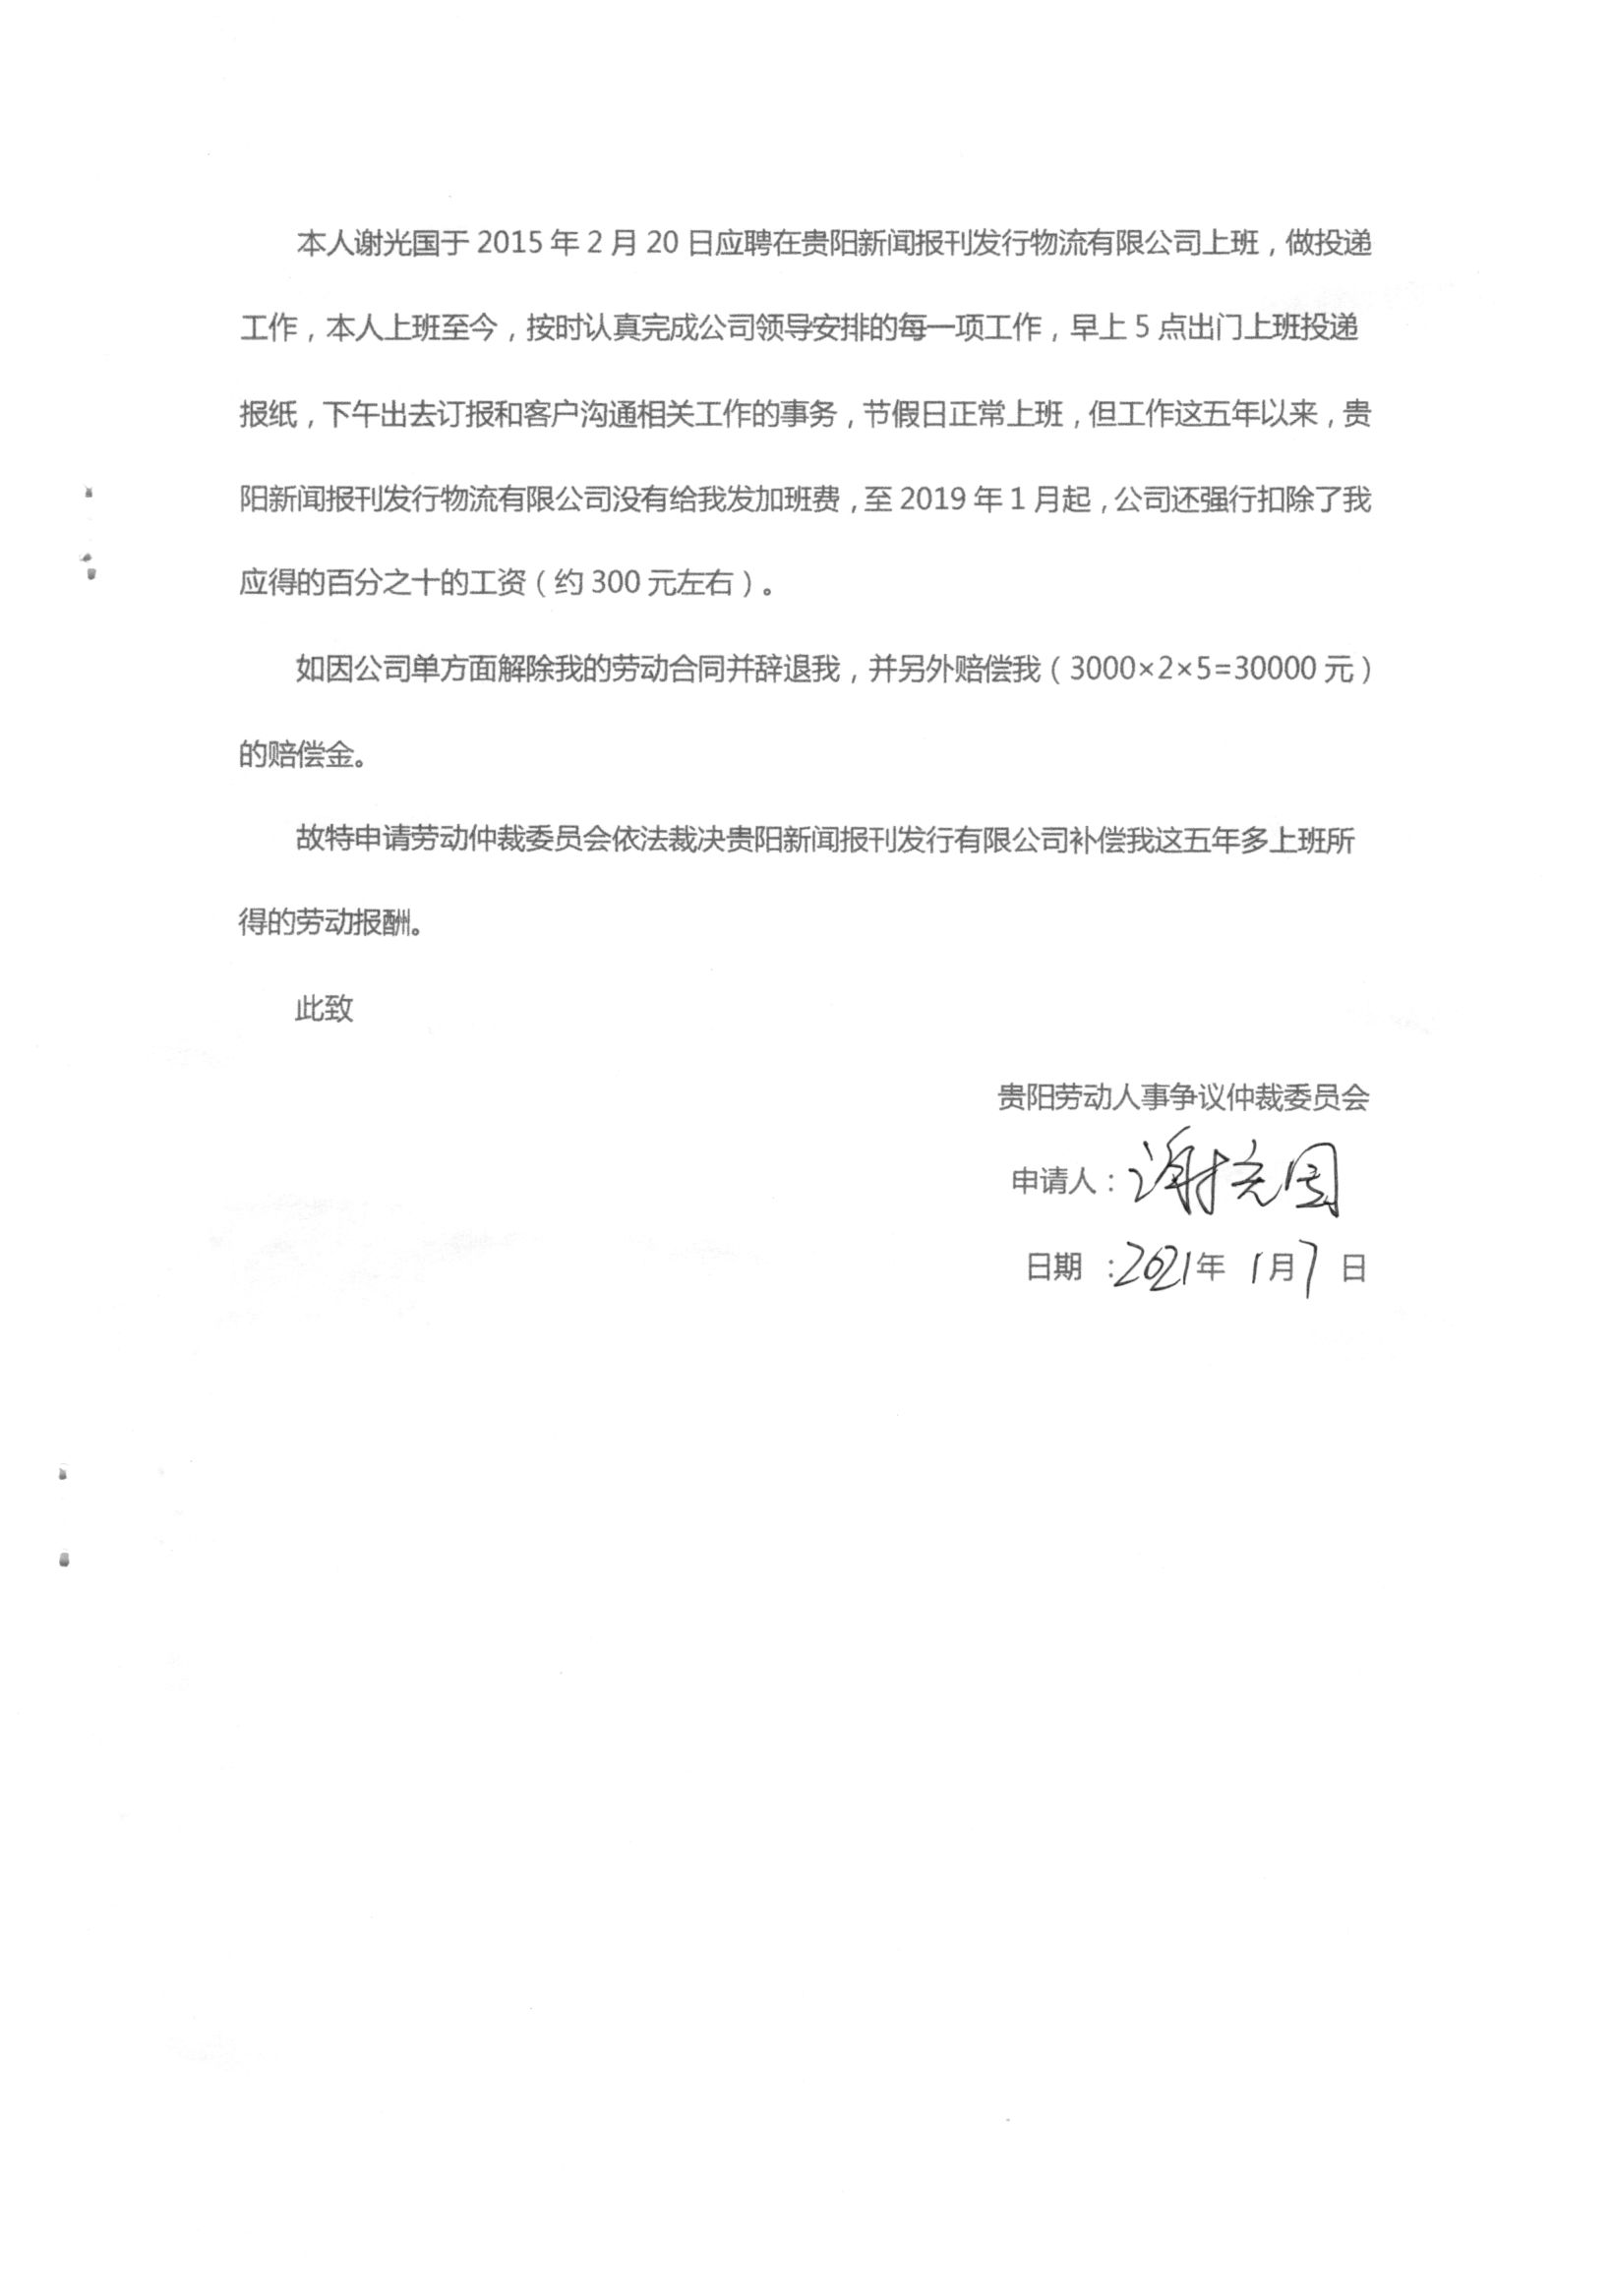 本人谢光国于 2015 年 2 月 20 日应聘在贵阳新闻报刊发行物流有限公司上班，做投递
工作，本人上班至今，按时认真完成公司领导安排的每一项工作，早上 5 点出门上班投递
报纸，下午出去订报和客户沟通相关工作的事务，节假日正常上班，但工作这五年以来，贵
阳新闻报刊发行物流有限公司没有给我发加班费，至 2019 年 1 月起，公司还强行扣除了我
应得的百分之十的工资（约 300 元左右）。
如因公司单方面解除我的劳动合同并辞退我，并另外赔偿我（3000×2×5=30000 元）
的赔偿金。
故特申请劳动仲裁委员会依法裁决贵阳新闻报刊发行有限公司补偿我这五年多上班所
得的劳动报酬。
此致
贵阳劳动人事争议仲裁委员会
申请人：谢光国
日期 ：2021年 1月7 日